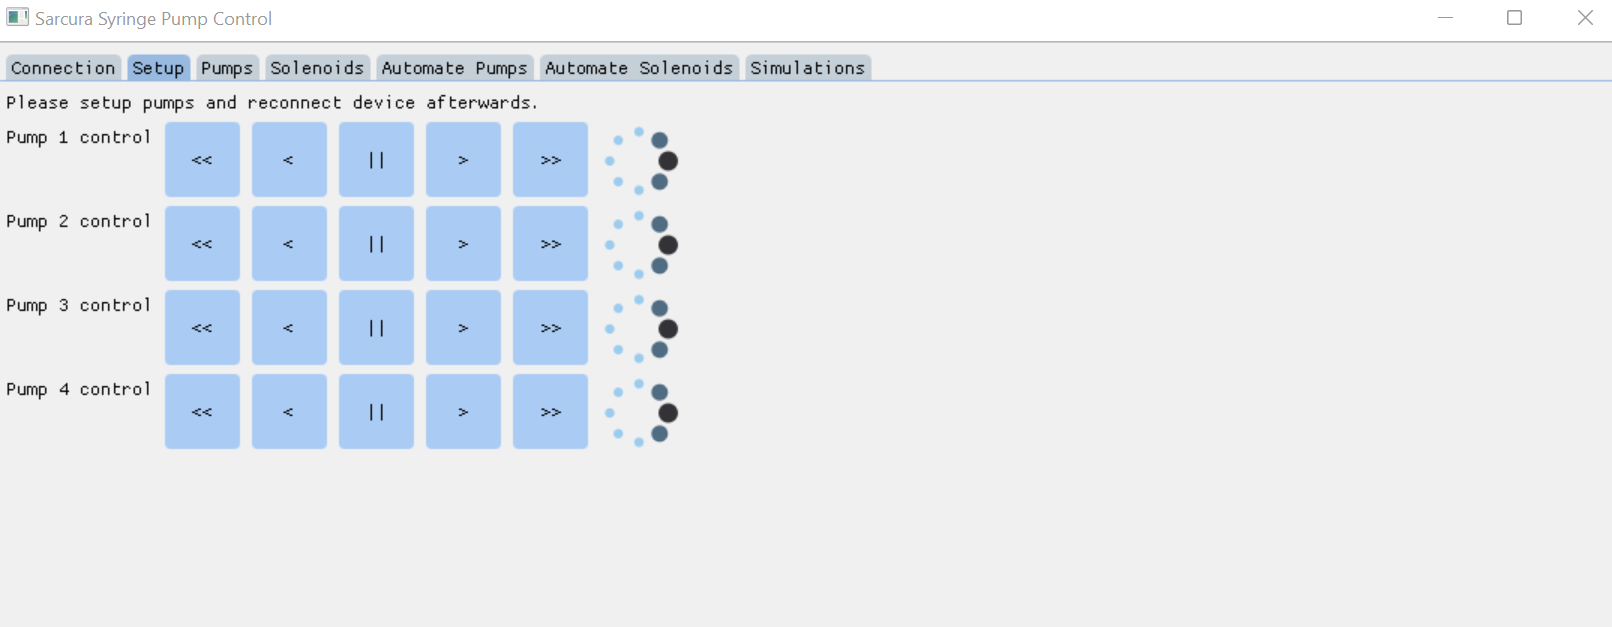 Sarcura Syringe Pump Control
Connection Setup Pumps Solenoids Automate Pumps Automate Solenoids Simulations
Please setup pumps and reconnect device afterwards.
Pump 1 control << < || > >>
Pump 2 control << < || > >>
Pump 3 control << < || > >>
Pump 4 control << < || > >>